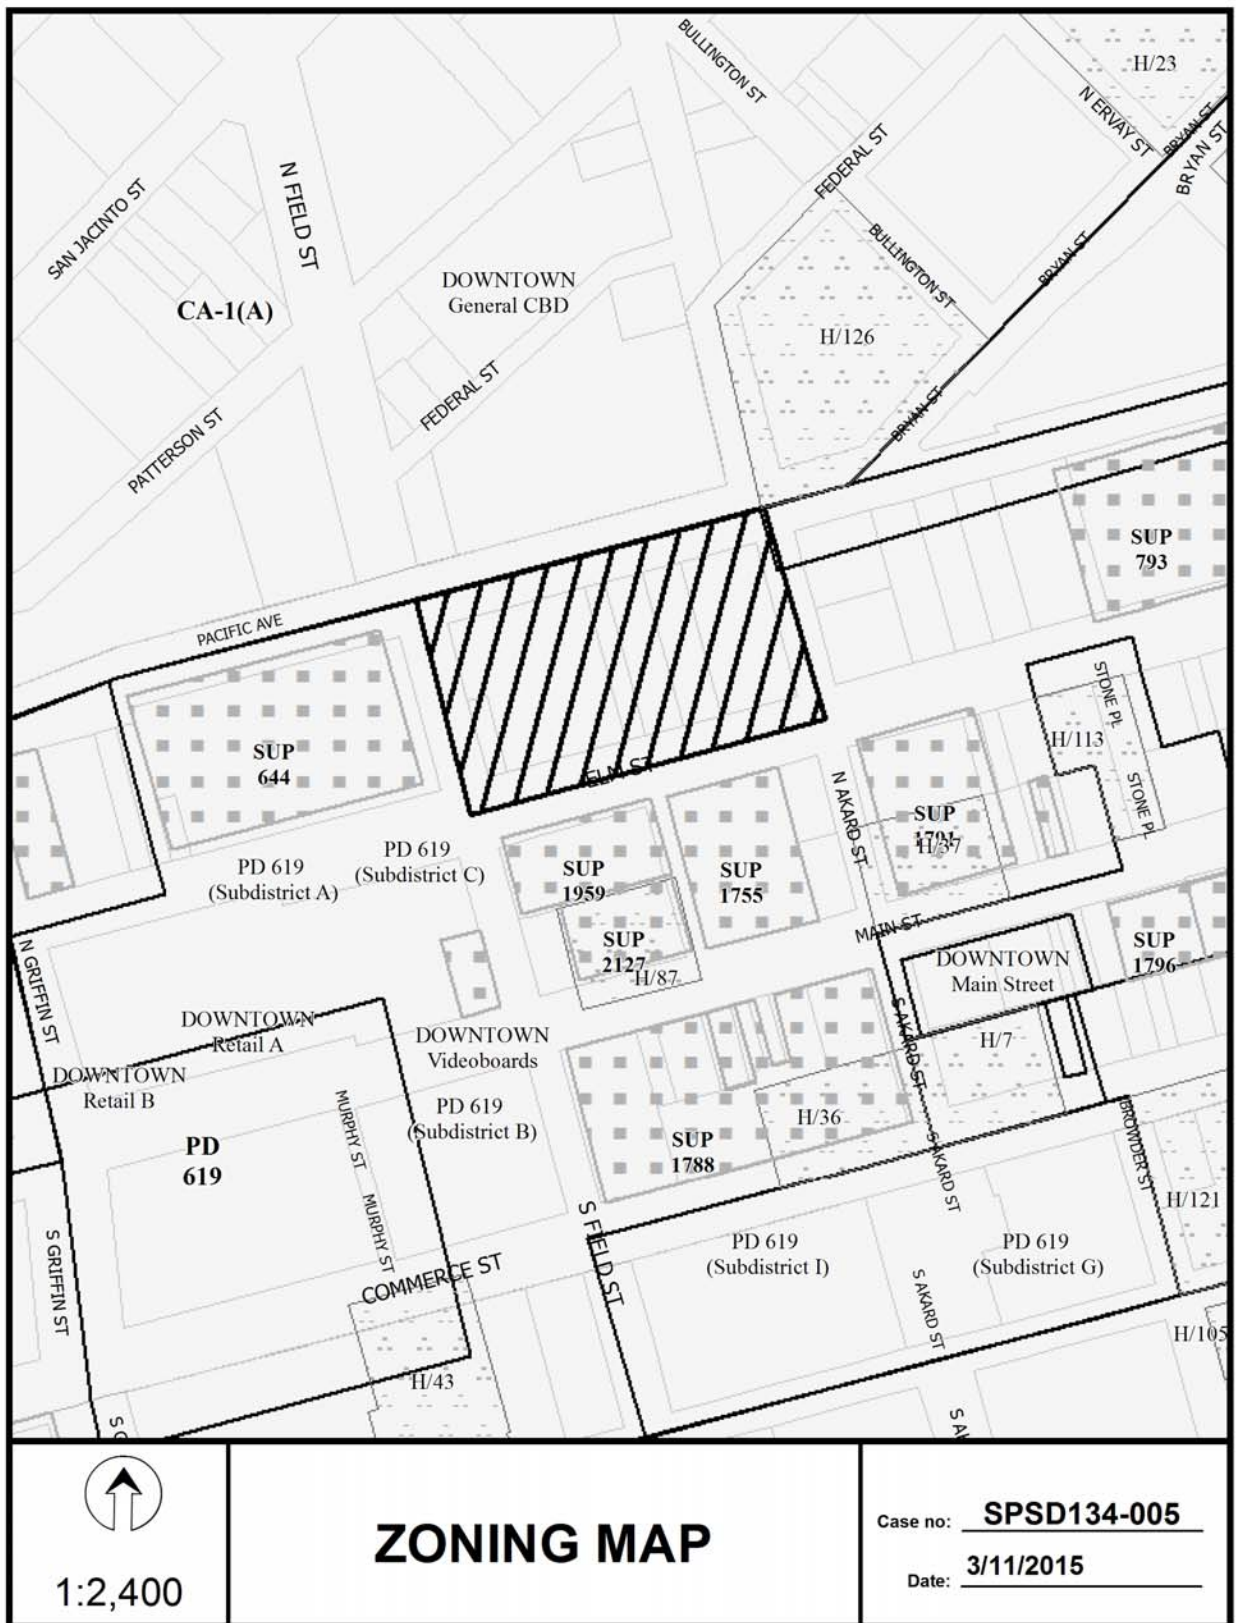 BULLINGTON ST
H/23
N ERVAY ST
BRYAN ST
BRYAN ST
FEDERAL ST
N FIELD ST
SAN JACINTO ST
BULLINGTON ST
BRYAN ST
DOWNTOWN
General CBD
CA-1(A)
H/126
FEDERAL ST
BRYAN ST
PATTERSON ST
SUP
793
PACIFIC AVE
STONE PL
H/113
SUP
644
ELM ST
N AKARD ST
STONE PL
SUP
1791
H/37
PD 619
(Subdistrict A)
PD 619
(Subdistrict C)
SUP
1959
SUP
1755
MAIN ST
N GRIFFIN ST
SUP
2127
H/87
DOWNTOWN
Main Street
SUP
1796
DOWNTOWN
Retail A
DOWNTOWN
Videoboards
S AKARD ST
H/7
DOWNTOWN
Retail B
MURPHY ST
PD 619
(Subdistrict B)
H/36
PD
619
SUP
1788
BROWDER ST
S AKARD ST
MURPHY ST
H/121
S GRIFFIN ST
S FIELD ST
PD 619
(Subdistrict I)
PD 619
(Subdistrict G)
COMMERCE ST
S AKARD ST
H/105
H/43
S G
S AK
1:2,400
ZONING MAP
Case no: SPSD134-005
Date: 3/11/2015